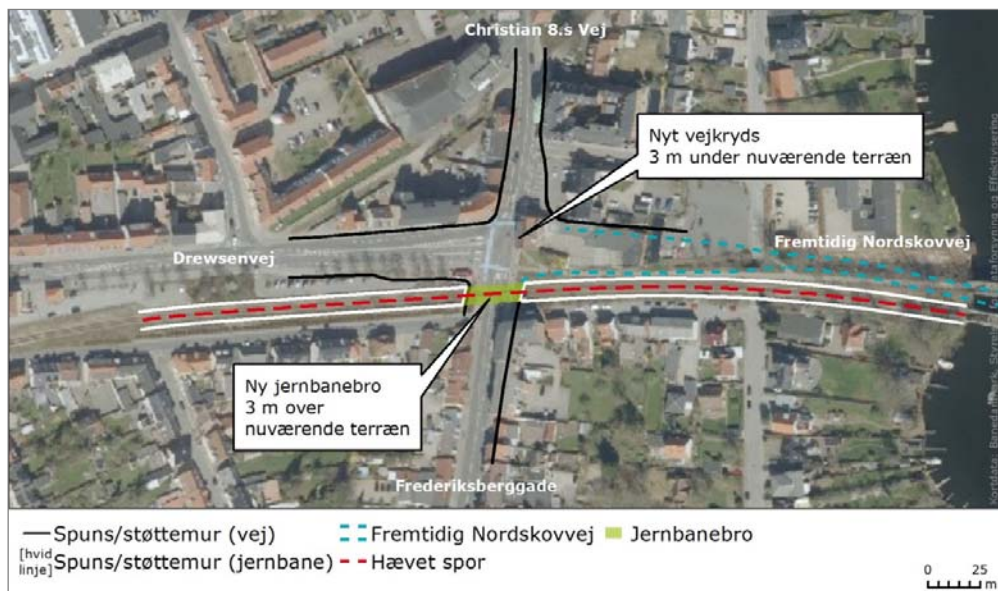 Christian 8.s Vej
Nyt vejkryds
3 m under nuværende terræn
Drewsenvej
Fremtidig Nordskovvej
Ny jernbanebro
3 m over
nuværende terræn
Frederiksberggade
Spuns/støttemur (vej)
Fremtidig Nordskovvej
Jernbanebro
[hvid
linje]
Spuns/støttemur (jernbane)
Hævet spor
0 25
m